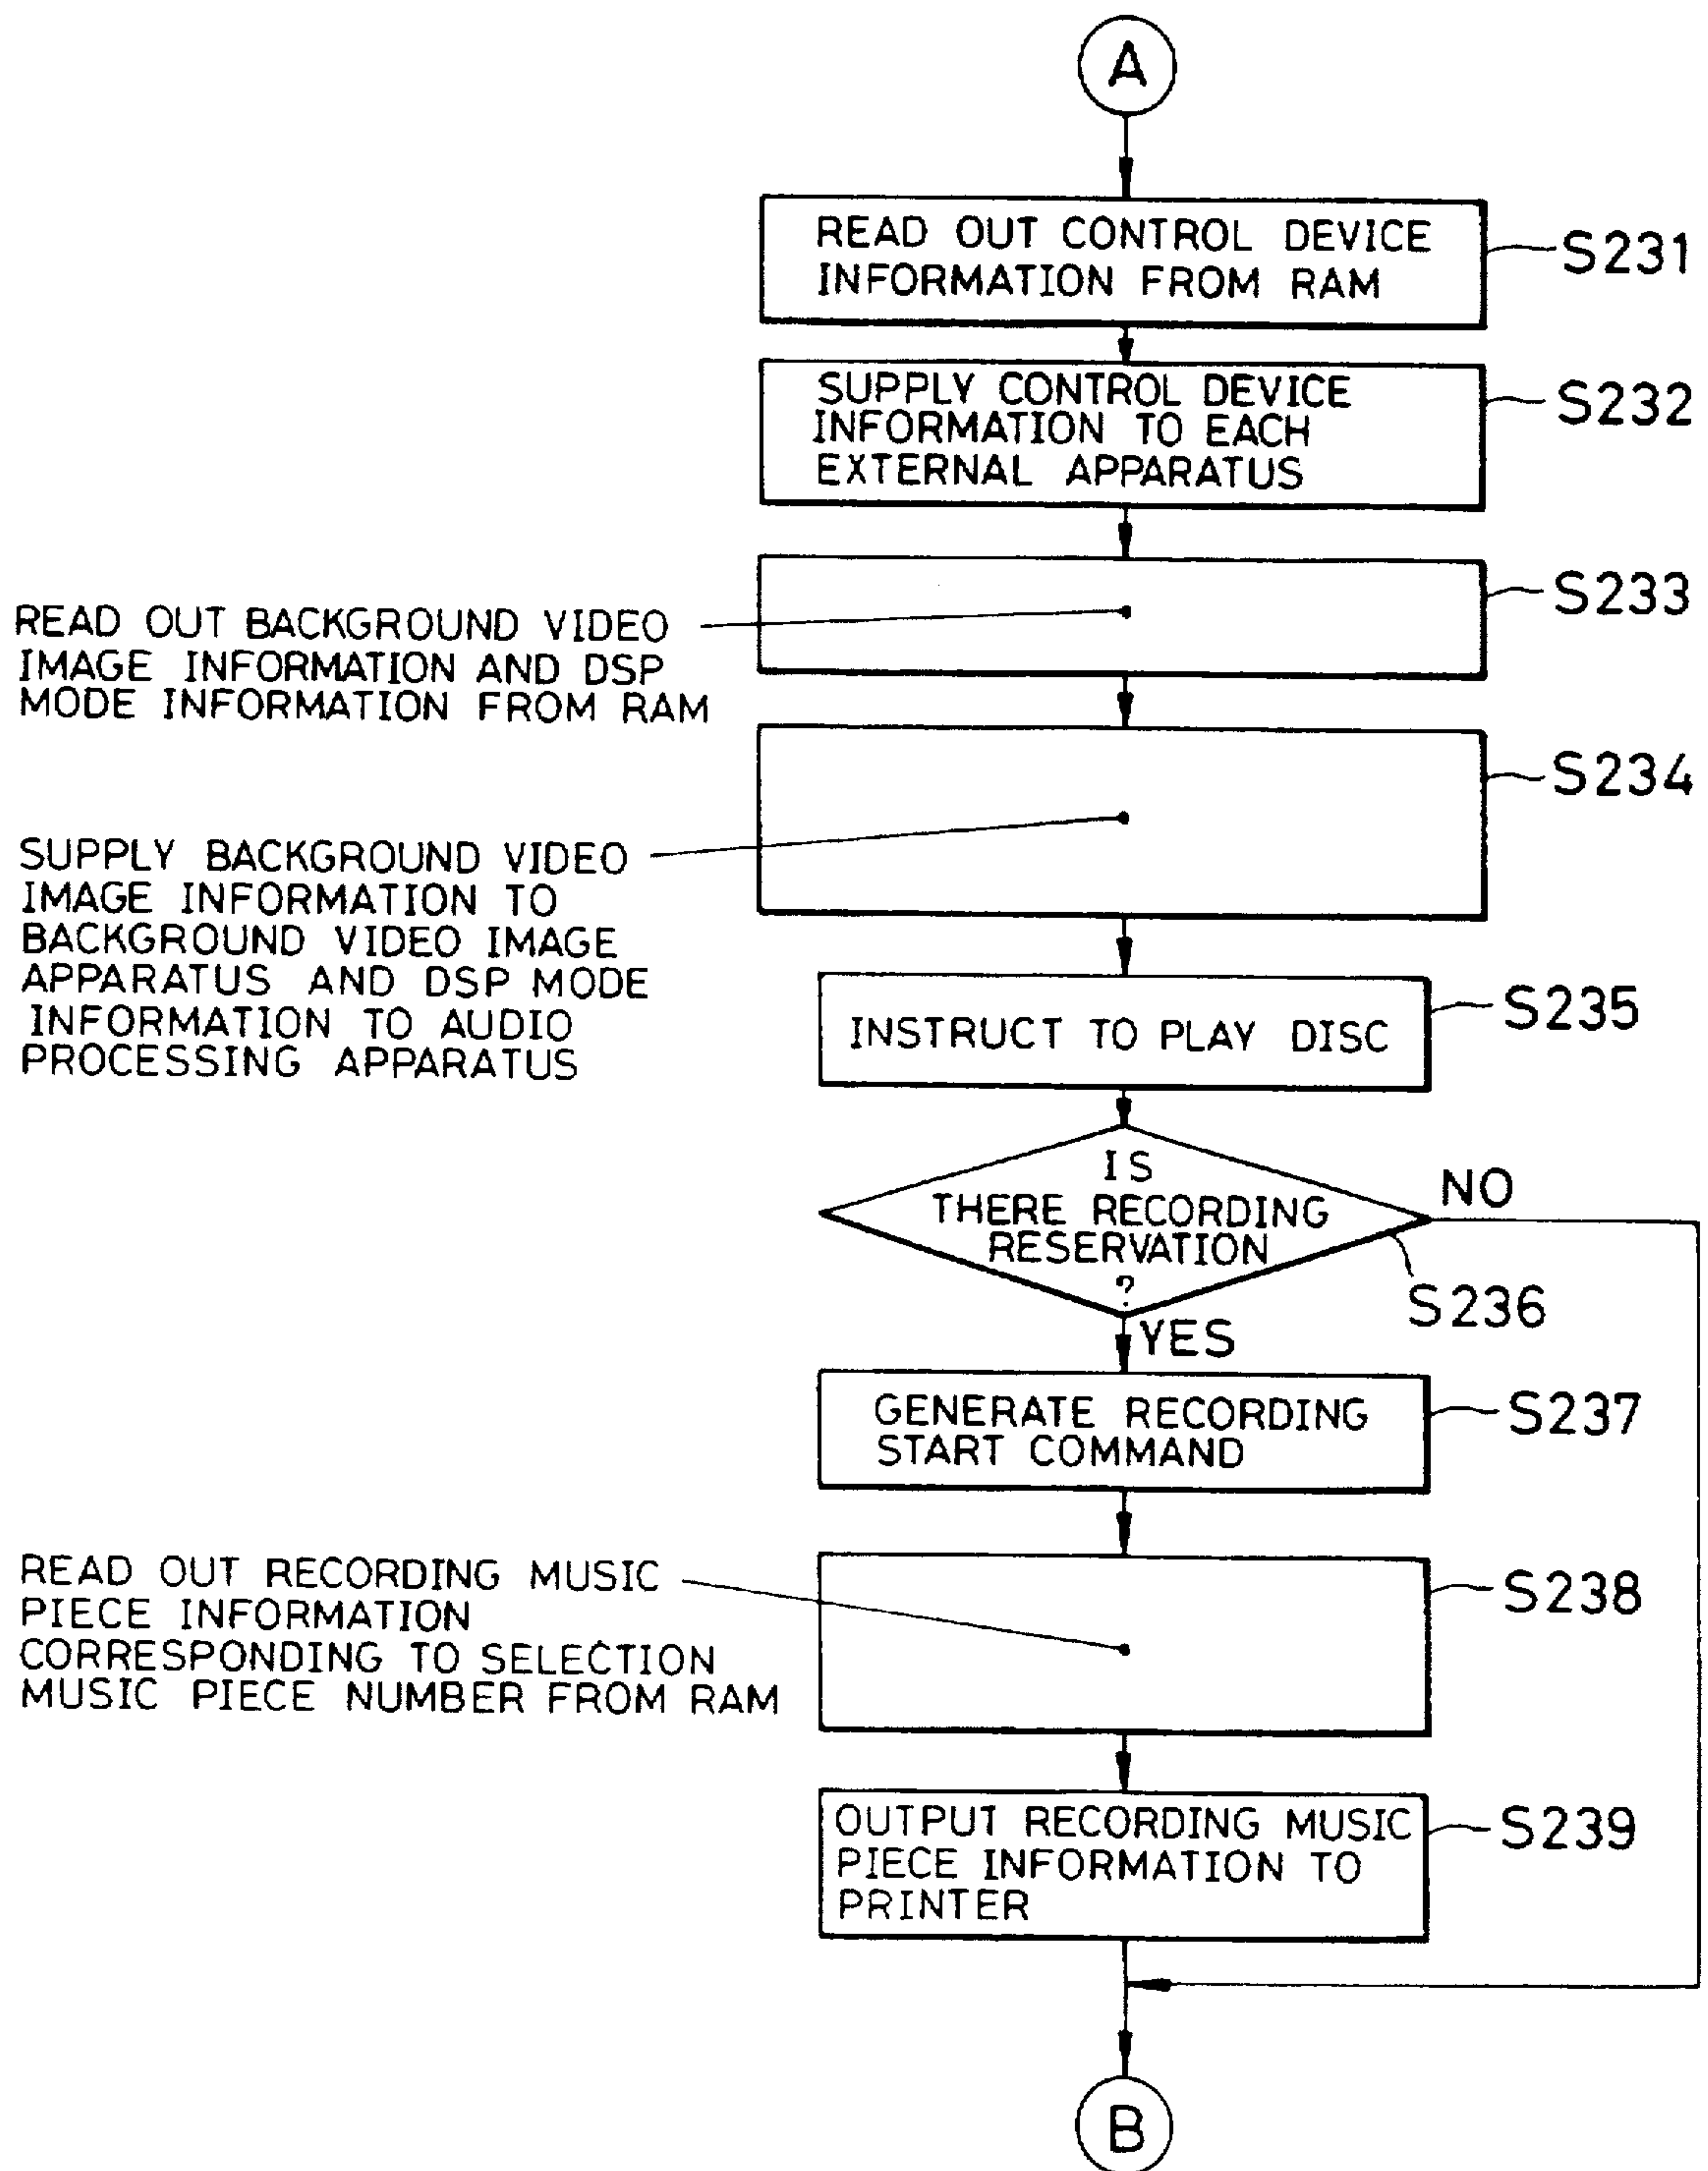 A
READ OUT CONTROL DEVICE
INFORMATION FROM RAM
S231
SUPPLY CONTROL DEVICE
INFORMATION TO EACH
EXTERNAL APPARATUS
S232
S233
READ OUT BACKGROUND VIDEO
IMAGE INFORMATION AND DSP
MODE INFORMATION FROM RAM
S234
SUPPLY BACKGROUND VIDEO
IMAGE INFORMATION TO
BACKGROUND VIDEO IMAGE
APPARATUS AND DSP MODE
INFORMATION TO AUDIO
PROCESSING APPARATUS
INSTRUCT TO PLAY DISC
S235
IS
THERE RECORDING
RESERVATION
?
NO
S236
YES
GENERATE RECORDING
START COMMAND
S237
READ OUT RECORDING MUSIC
PIECE INFORMATION
CORRESPONDING TO SELECTION
MUSIC PIECE NUMBER FROM RAM
S238
OUTPUT RECORDING MUSIC
PIECE INFORMATION TO
PRINTER
S239
B